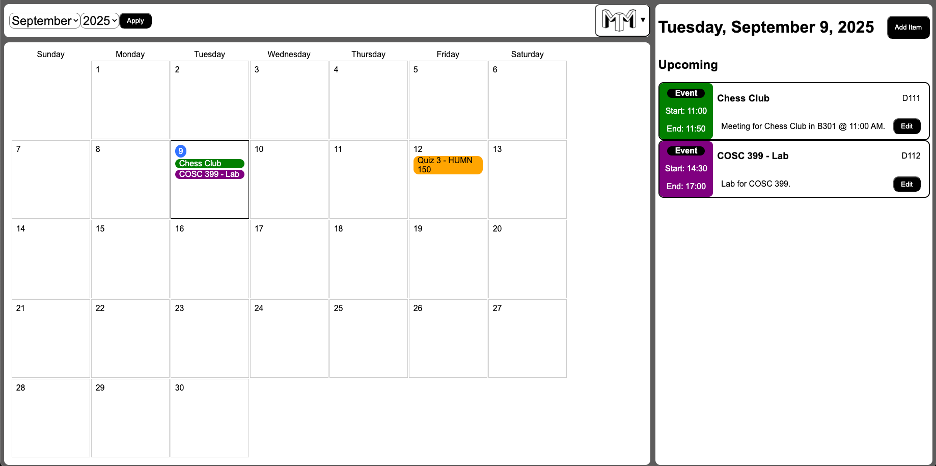 September 2025 Apply
MTM
Sunday Monday Tuesday Wednesday Thursday Friday Saturday
1 2 3 4 5 6
7 8 9 10 11 12 13
Chess Club
COSC 399 - Lab
Quiz 3 - HUMN
150
14 15 16 17 18 19 20
21 22 23 24 25 26 27
28 29 30
Tuesday, September 9, 2025 Add Item
Upcoming
Event
Start: 11:00
End: 11:50
Chess Club D111
Meeting for Chess Club in B301 @ 11:00 AM. Edit
Event
Start: 14:30
End: 17:00
COSC 399 - Lab D112
Lab for COSC 399. Edit